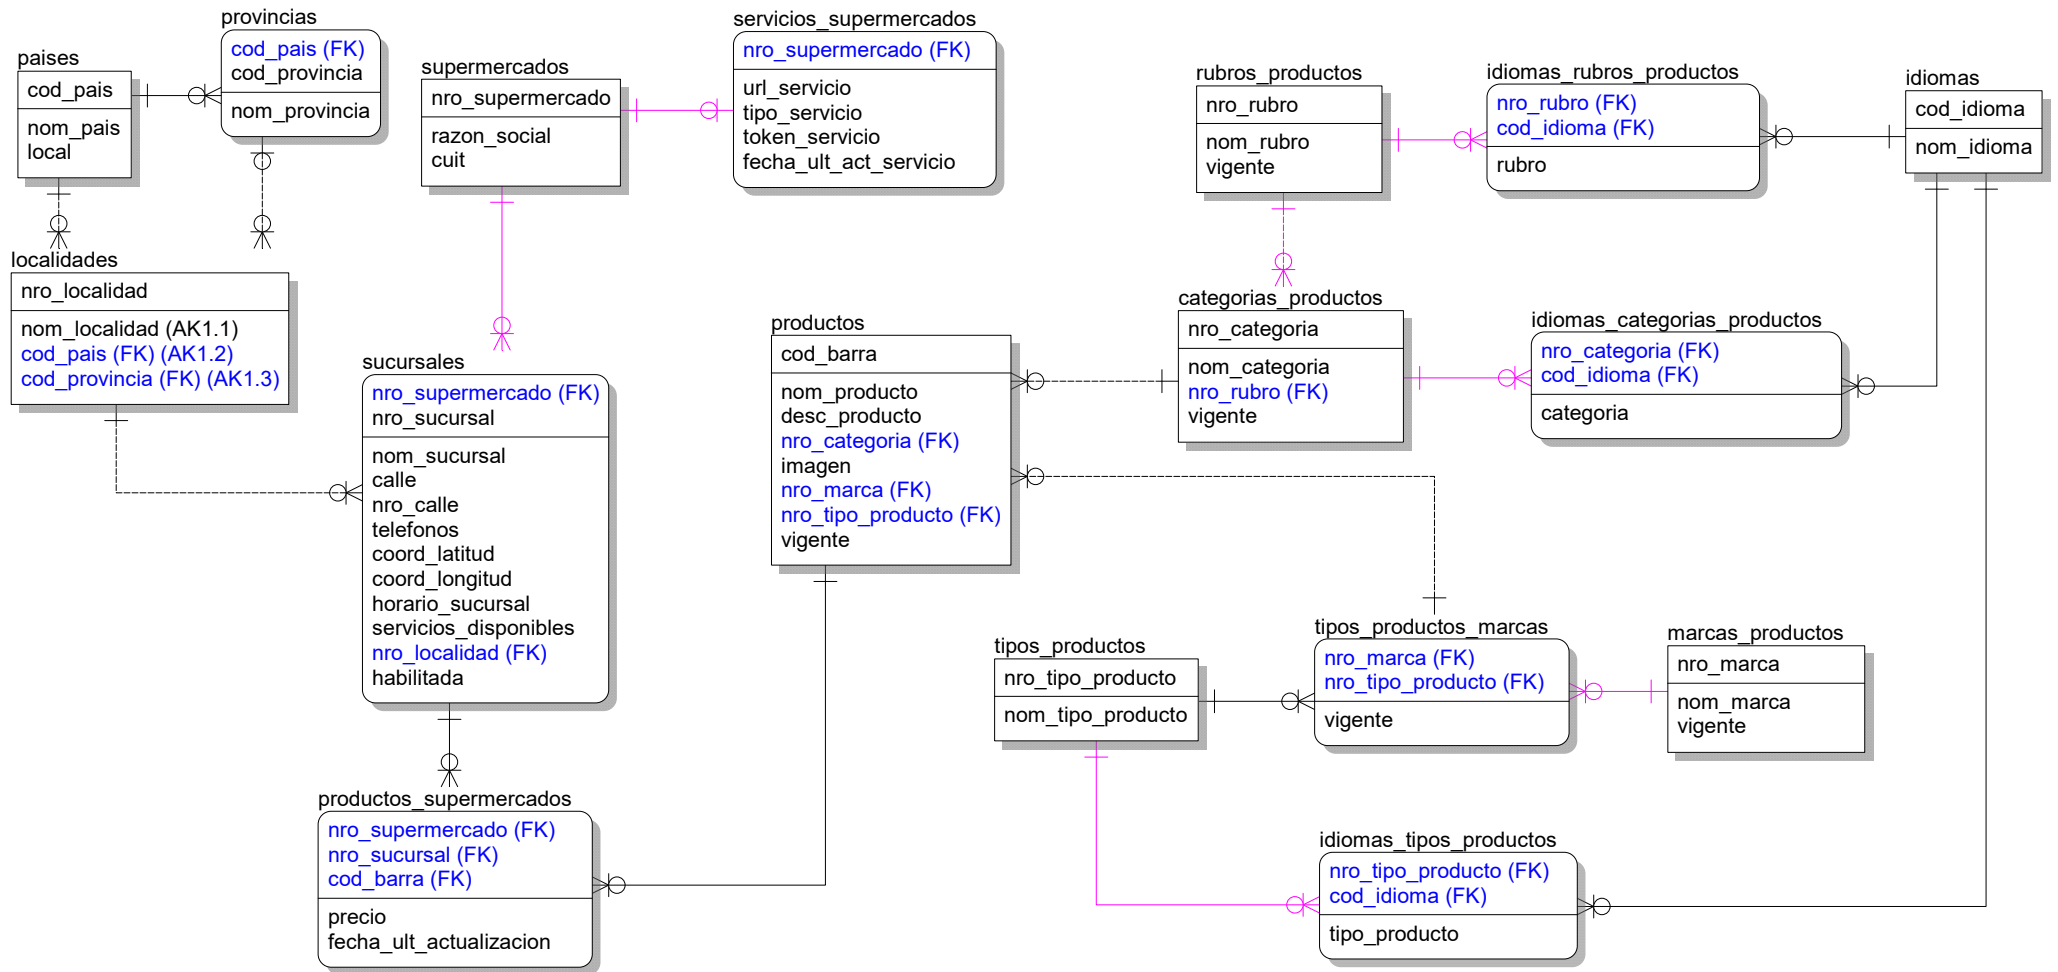 provincias
cod_pais (FK)
cod_provincia
nom_provincia
paises
cod_pais
nom_pais
local
localidades
nro_localidad
nom_localidad (AK1.1)
cod_pais (FK) (AK1.2)
cod_provincia (FK) (AK1.3)
supermercados
nro_supermercado
razon_social
cuit
servicios_supermercados
nro_supermercado (FK)
url_servicio
tipo_servicio
token_servicio
fecha_ult_act_servicio
sucursales
nro_supermercado (FK)
nro_sucursal
nom_sucursal
calle
nro_calle
telefonos
coord_latitud
coord_longitud
horario_sucursal
servicios_disponibles
nro_localidad (FK)
habilitada
productos_supermercados
nro_supermercado (FK)
nro_sucursal (FK)
cod_barra (FK)
precio
fecha_ult_actualizacion
productos
cod_barra
nom_producto
desc_producto
nro_categoria (FK)
imagen
nro_marca (FK)
nro_tipo_producto (FK)
vigente
rubros_productos
nro_rubro
nom_rubro
vigente
idiomas_rubros_productos
nro_rubro (FK)
cod_idioma (FK)
rubro
idiomas
cod_idioma
nom_idioma
categorias_productos
nro_categoria
nom_categoria
nro_rubro (FK)
vigente
idiomas_categorias_productos
nro_categoria (FK)
cod_idioma (FK)
categoria
tipos_productos
nro_tipo_producto
nom_tipo_producto
tipos_productos_marcas
nro_marca (FK)
nro_tipo_producto (FK)
vigente
marcas_productos
nro_marca
nom_marca
vigente
idiomas_tipos_productos
nro_tipo_producto (FK)
cod_idioma (FK)
tipo_producto